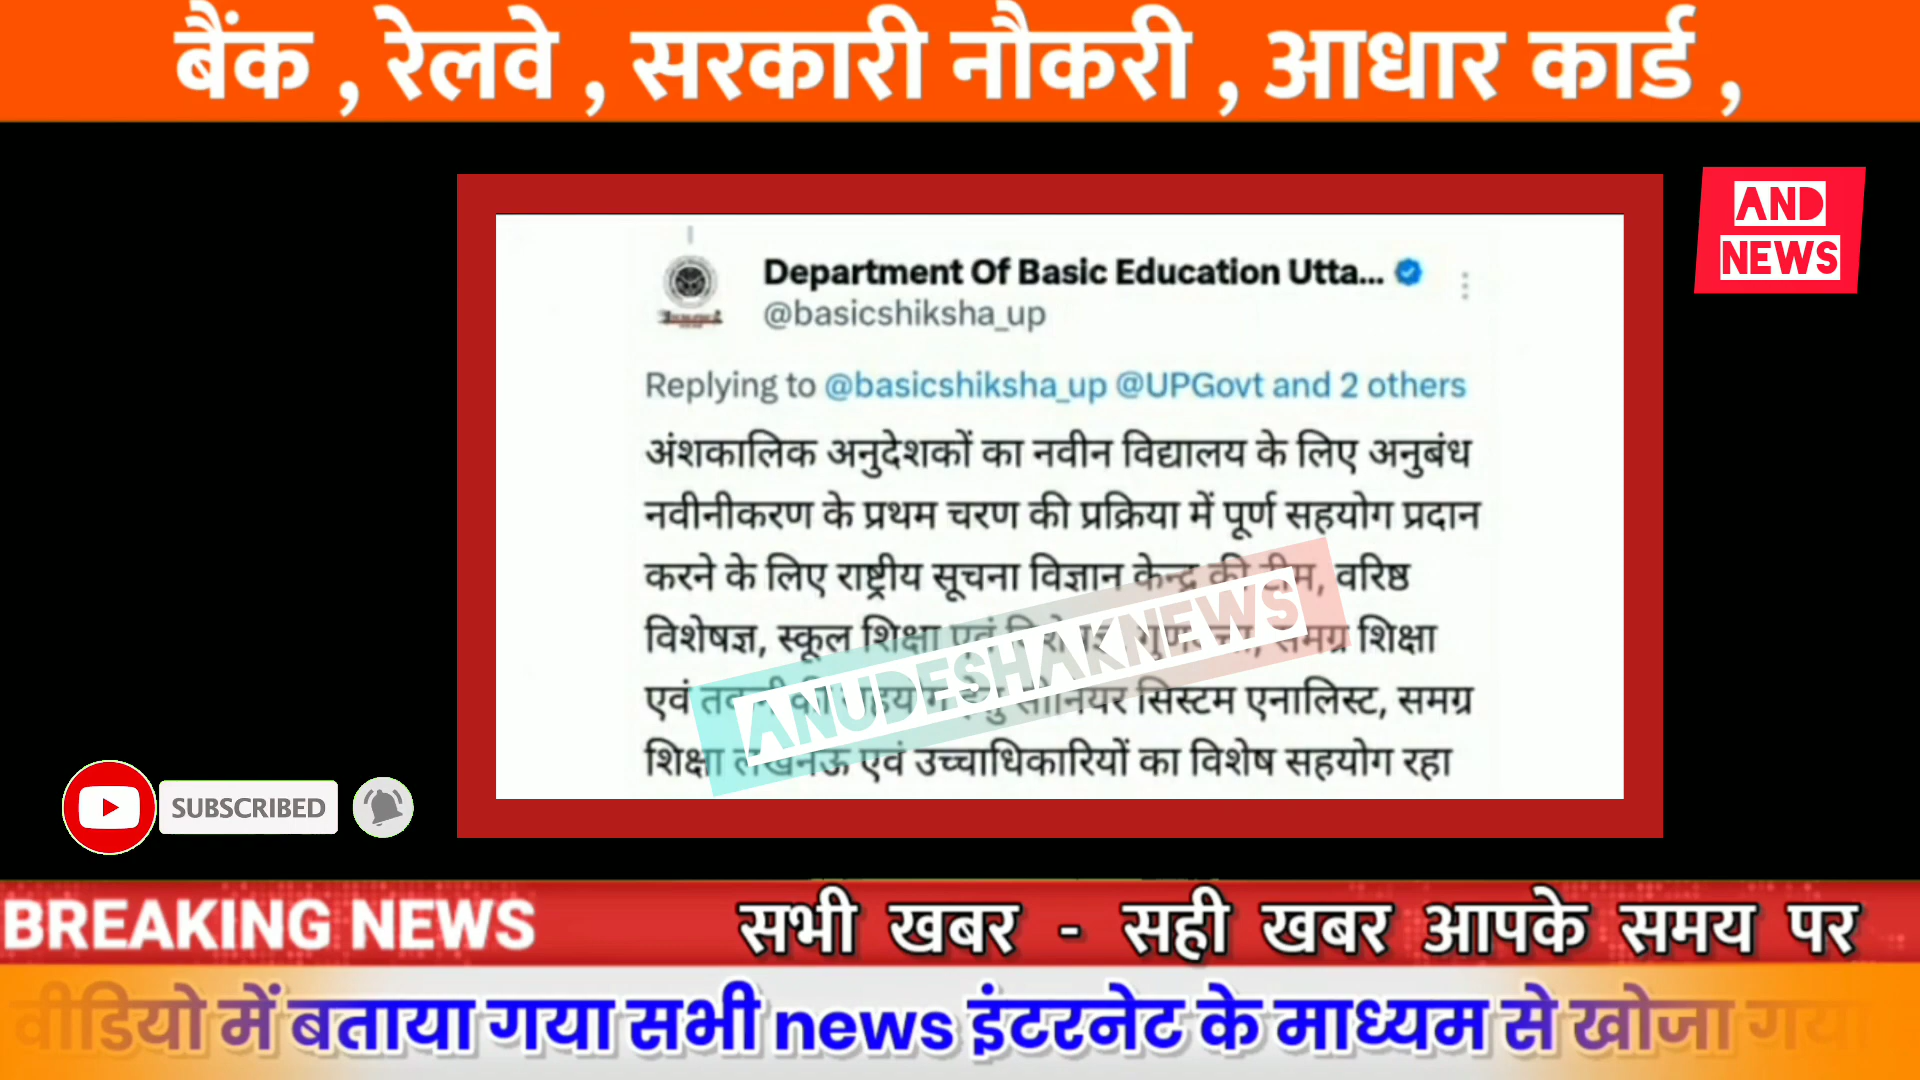 बैंक , रेलवे , सरकारी नौकरी , आधार कार्ड ,
AND
NEWS
Department Of Basic Education Utta...
@basicshiksha_up
Replying to @basicshiksha_up @UPGovt and 2 others
अंशकालिक अनुदेशकों का नवीन विद्यालय के लिए अनुबंध
नवीनीकरण के प्रथम चरण की प्रक्रिया में पूर्ण सहयोग प्रदान
करने के लिए राष्ट्रीय सूचना विज्ञान केन्द्र की टीम, वरिष्ठ
विशेषज्ञ, स्कूल शिक्षा एवं समग्र शिक्षा
एवं सीनियर सिस्टम एनालिस्ट, समग्र
शिक्षा लखनऊ एवं उच्चाधिकारियों का विशेष सहयोग रहा
ANUDESHAKNEWS
SUBSCRIBED
BREAKING NEWS
सभी खबर - सही खबर आपके समय पर
वीडियो में बताया गया सभी news इंटरनेट के माध्यम से खोजा गया